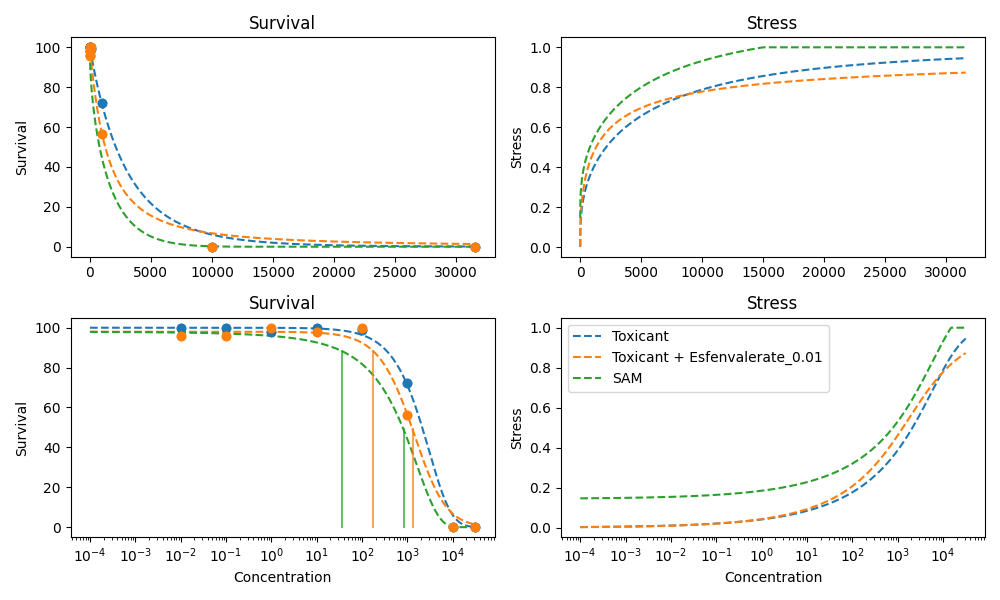 Survival
Stress
Survival
100
80
60
40
20
0
0 5000 10000 15000 20000 25000 30000
Stress
1.0
0.8
0.6
0.4
0.2
0.0
0 5000 10000 15000 20000 25000 30000
Survival
Stress
Survival
100
80
60
40
20
0
10⁻⁴ 10⁻³ 10⁻² 10⁻¹ 10⁰ 10¹ 10² 10³ 10⁴
Concentration
Stress
1.0
0.8
0.6
0.4
0.2
0.0
Toxicant
Toxicant + Esfenvalerate_0.01
SAM
10⁻⁴ 10⁻³ 10⁻² 10⁻¹ 10⁰ 10¹ 10² 10³ 10⁴
Concentration